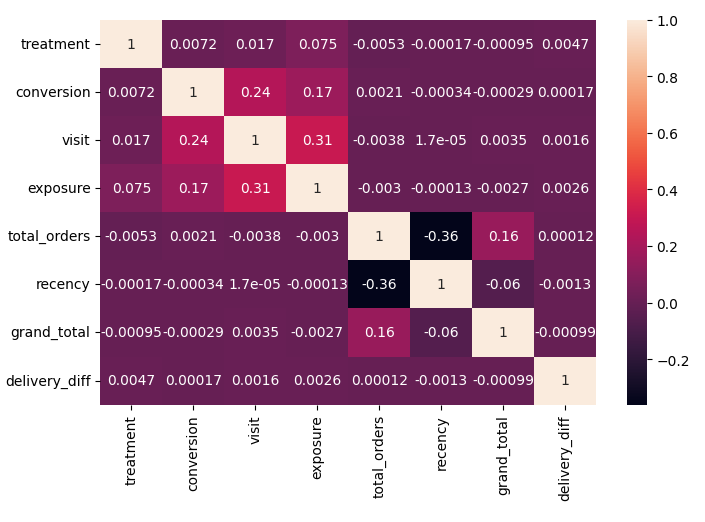 treatment 1 0.0072 0.017 0.075 -0.0053 -0.00017 -0.00095 0.0047
conversion 0.0072 1 0.24 0.17 0.0021 -0.00034 -0.00029 0.00017
visit 0.017 0.24 1 0.31 -0.0038 1.7e-05 0.0035 0.0016
exposure 0.075 0.17 0.31 1 -0.003 -0.00013 -0.0027 0.0026
total_orders -0.0053 0.0021 -0.0038 -0.003 1 -0.36 0.16 0.00012
recency -0.00017 -0.00034 1.7e-05 -0.00013 -0.36 1 -0.06 -0.0013
grand_total -0.00095 -0.00029 0.0035 -0.0027 0.16 -0.06 1 -0.00099
delivery_diff 0.0047 0.00017 0.0016 0.0026 0.00012 -0.0013 -0.00099 1
treatment
conversion
visit
exposure
total_orders
recency
grand_total
delivery_diff
1.0
0.8
0.6
0.4
0.2
0.0
−0.2